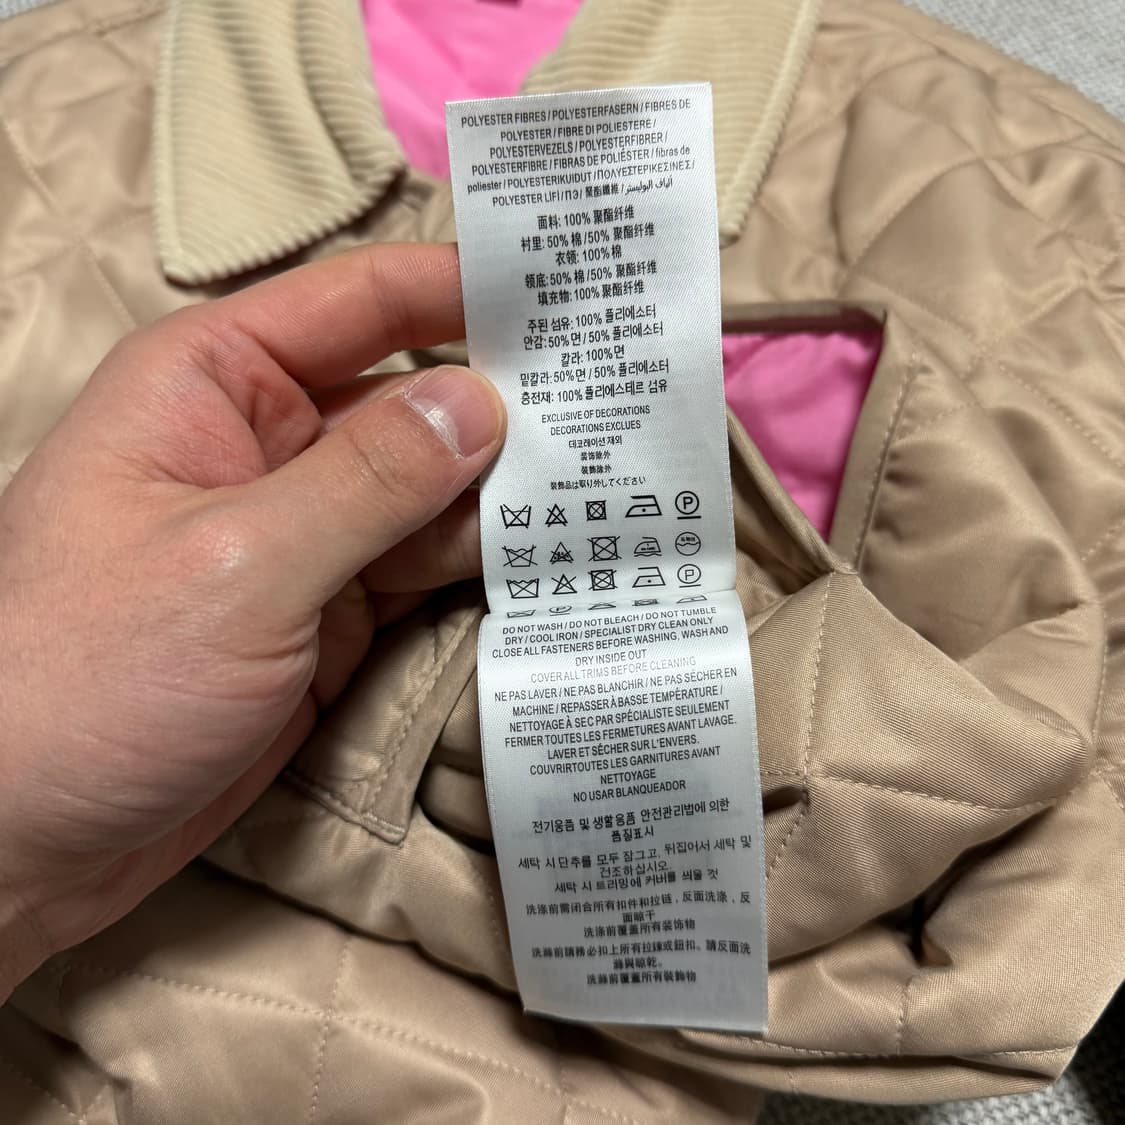 POLYESTER FIBRES / POLYESTERFASERN / FIBRES DE
POLYESTER / FIBRE DI POLIESTERE /
POLYESTERVEZELS / POLYESTERFIBRER /
POLYESTERFIBRE / FIBRAS DE POLIÉSTER / fibras de
poliester / POLYESTERIKUIDUT / ΠΟΛΥΕΣΤΕΡΙΚΕΣΙΝΕΣ /
POLYESTER LIFI / ПЭ / 聚酯纖維 / ألياف البوليستر
面料: 100% 聚酯纤维
衬里: 50% 棉 /50% 聚酯纤维
衣领: 100% 棉
领底: 50% 棉 /50% 聚酯纤维
填充物: 100% 聚酯纤维
주된 섬유: 100% 폴리에스터
안감: 50% 면 / 50% 폴리에스터
칼라: 100% 면
밑칼라: 50% 면 / 50% 폴리에스터
충전재: 100% 폴리에스테르 섬유
EXCLUSIVE OF DECORATIONS
DECORATIONS EXCLUES
데코레이션 재외
装饰除外
裝飾除外
装飾品は取り外してください
P
P
DO NOT WASH / DO NOT BLEACH / DO NOT TUMBLE
DRY / COOL IRON / SPECIALIST DRY CLEAN ONLY
CLOSE ALL FASTENERS BEFORE WASHING, WASH AND
DRY INSIDE OUT
COVER ALL TRIMS BEFORE CLEANING
NE PAS LAVER / NE PAS BLANCHIR / NE PAS SÉCHER EN
MACHINE / REPASSER À BASSE TEMPÉRATURE /
NETTOYAGE À SEC PAR SPÉCIALISTE SEULEMENT
FERMER TOUTES LES FERMETURES AVANT LAVAGE.
LAVER ET SÉCHER SUR L'ENVERS.
COUVRIRTOUTES LES GARNITURES AVANT
NETTOYAGE
NO USAR BLANQUEADOR
전기용품 및 생활용품 안전관리법에 의한
품질표시
세탁 시 단추를 모두 잠그고, 뒤집어서 세탁 및
건조하십시오.
세탁 시 트리밍에 커버를 씌울 것
洗涤前需闭合所有扣件和拉链，反面洗涤，反
面晾干
洗涤前覆盖所有装饰物
洗滌前請務必扣上所有拉鍊或鈕扣。請反面洗
滌與晾乾。
洗滌前覆蓋所有裝飾物